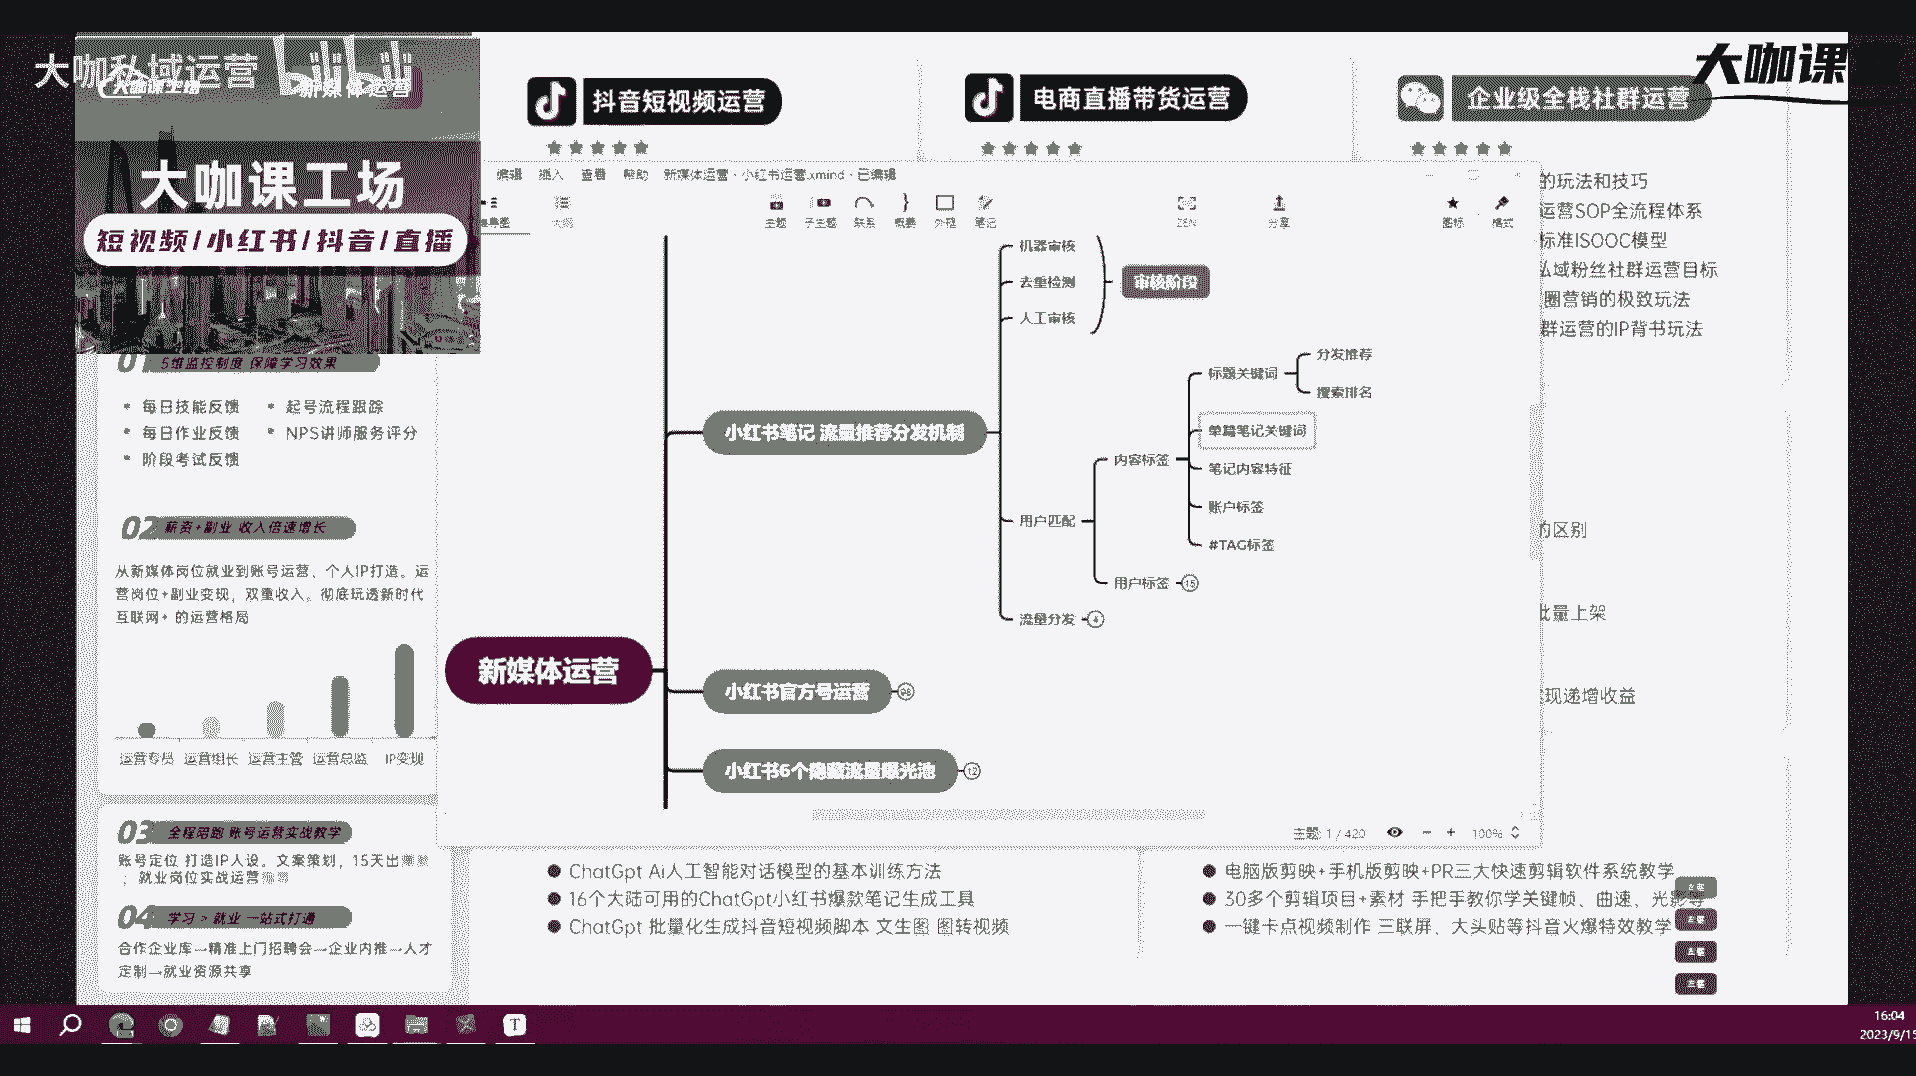 大咖私域运营
bilibili
大咖课工场
新媒体运营
大咖课工场
短视频/小红书/抖音/直播
抖音短视频运营
电商直播带货运营
企业级全栈社群运营
大咖课
的玩法和技巧
运营SOP全流程体系
标准ISOOC模型
私域粉丝社群运营目标
圈营销的极致玩法
群运营的IP背书玩法
的区别
批量上架
现递增收益
编辑 插入 查看 帮助 新媒体运营 · 小红书运营.xmind · 已编辑
大纲
主题 子主题 联系 概要 外框 笔记 ZEN 分享 图标 格式
机器审核
去重检测
人工审核
审核阶段
分发推荐
标题关键词
搜索排名
小红书笔记 流量推荐分发机制
单篇笔记关键词
内容标签
笔记内容特征
账户标签
用户匹配
#TAG标签
用户标签 15
流量分发 4
新媒体运营
小红书官方号运营 98
小红书6个隐藏流量曝光池 12
主题: 1 / 420
100%
01 5维监控制度 保障学习效果
每日技能反馈 起号流程跟踪
每日作业反馈 NPS讲师服务评分
阶段考试反馈
02 薪资+副业 收入倍速增长
从新媒体岗位就业到账号运营、个人IP打造。运
营岗位+副业变现，双重收入。彻底玩透新时代
互联网+ 的运营格局
运营专员 运营组长 运营主管 运营总监 IP变现
03 全程陪跑 账号运营实战教学
账号定位 打造IP人设。文案策划，15天出
；就业岗位实战运营
04 学习 > 就业 一站式打通
合作企业库→精准上门招聘会→企业内推→人才
定制→就业资源共享
ChatGpt Ai人工智能对话模型的基本训练方法
16个大陆可用的ChatGpt小红书爆款笔记生成工具
ChatGpt 批量化生成抖音短视频脚本 文生图 图转视频
电脑版剪映+手机版剪映+PR三大快速剪辑软件系统教学
30多个剪辑项目+素材 手把手教你学关键帧、曲速、光影等
一键卡点视频制作 三联屏、大头贴等抖音火爆特效教学
左键
左键
左键
左键
16:04
2023/9/15